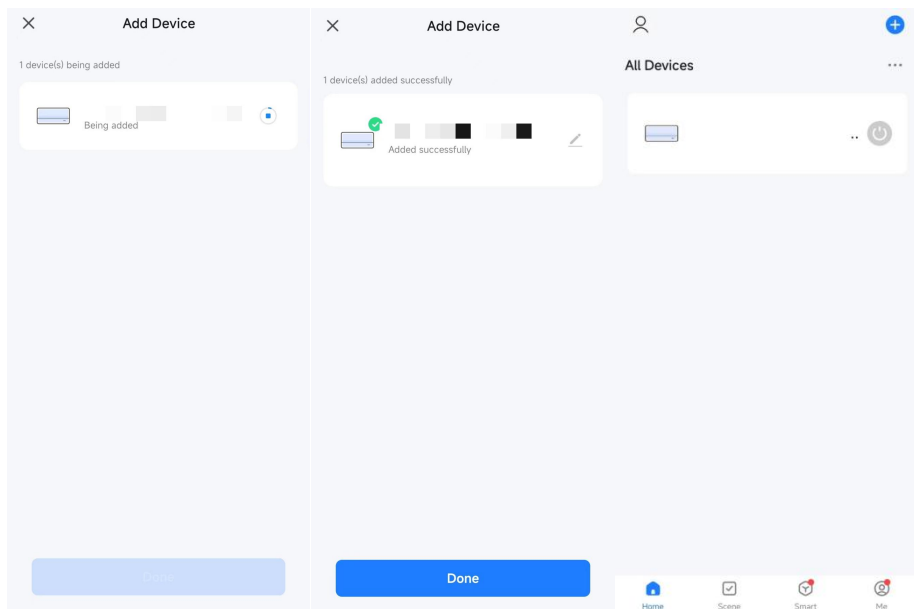 Add Device
1 device(s) being added
Being added
Done
Add Device
1 device(s) added successfully
Added successfully
Done
All Devices
Home
Scene
Smart
Me